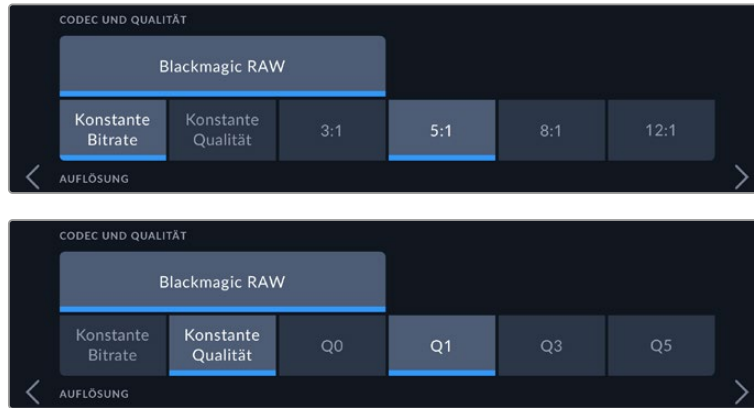 CODEC UND QUALITÄT
Blackmagic RAW
Konstante Bitrate Konstante Qualität 3:1 5:1 8:1 12:1
AUFLÖSUNG
CODEC UND QUALITÄT
Blackmagic RAW
Konstante Bitrate Konstante Qualität Q0 Q1 Q3 Q5
AUFLÖSUNG